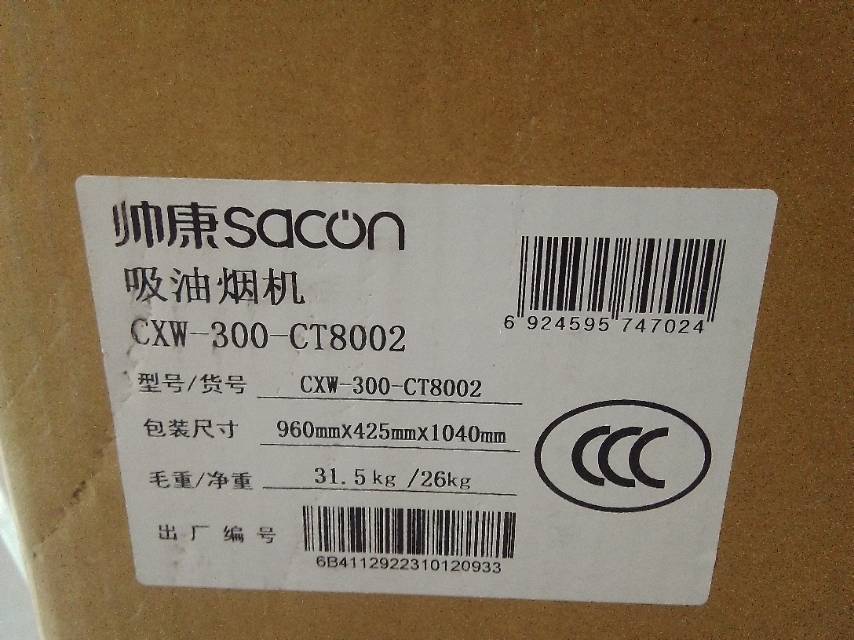 帅康sacon
吸油烟机
CXW-300-CT8002
6 924595 747024
型号/货号 CXW-300-CT8002
包装尺寸 960mmX425mmX1040mm
毛重/净重 31.5kg /26kg
CCC
出厂编号
6B4112922310120933